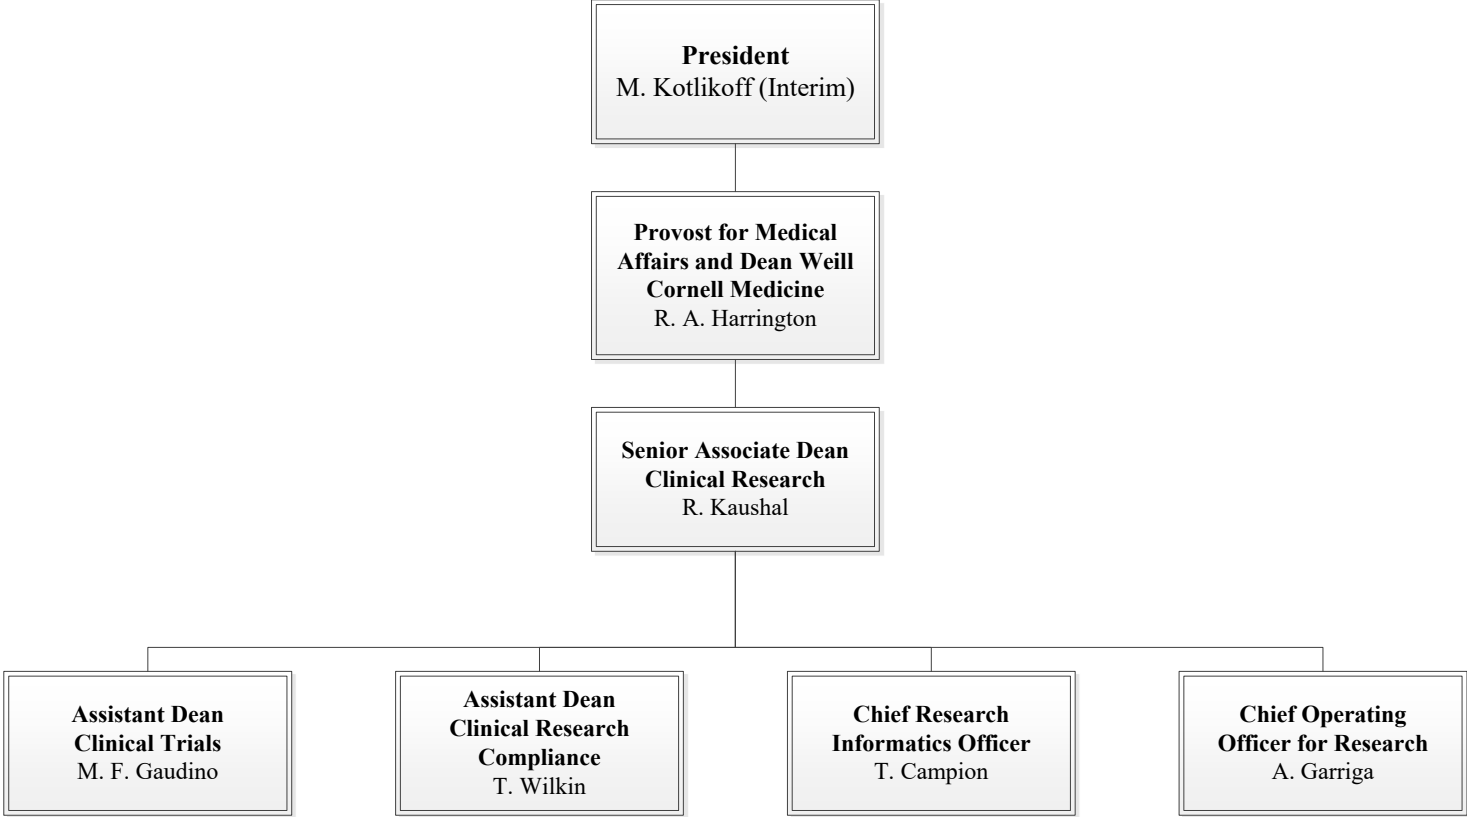 President
M. Kotlikoff (Interim)
Provost for Medical
Affairs and Dean Weill
Cornell Medicine
R. A. Harrington
Senior Associate Dean
Clinical Research
R. Kaushal
Assistant Dean
Clinical Trials
M. F. Gaudino
Assistant Dean
Clinical Research
Compliance
T. Wilkin
Chief Research
Informatics Officer
T. Campion
Chief Operating
Officer for Research
A. Garriga